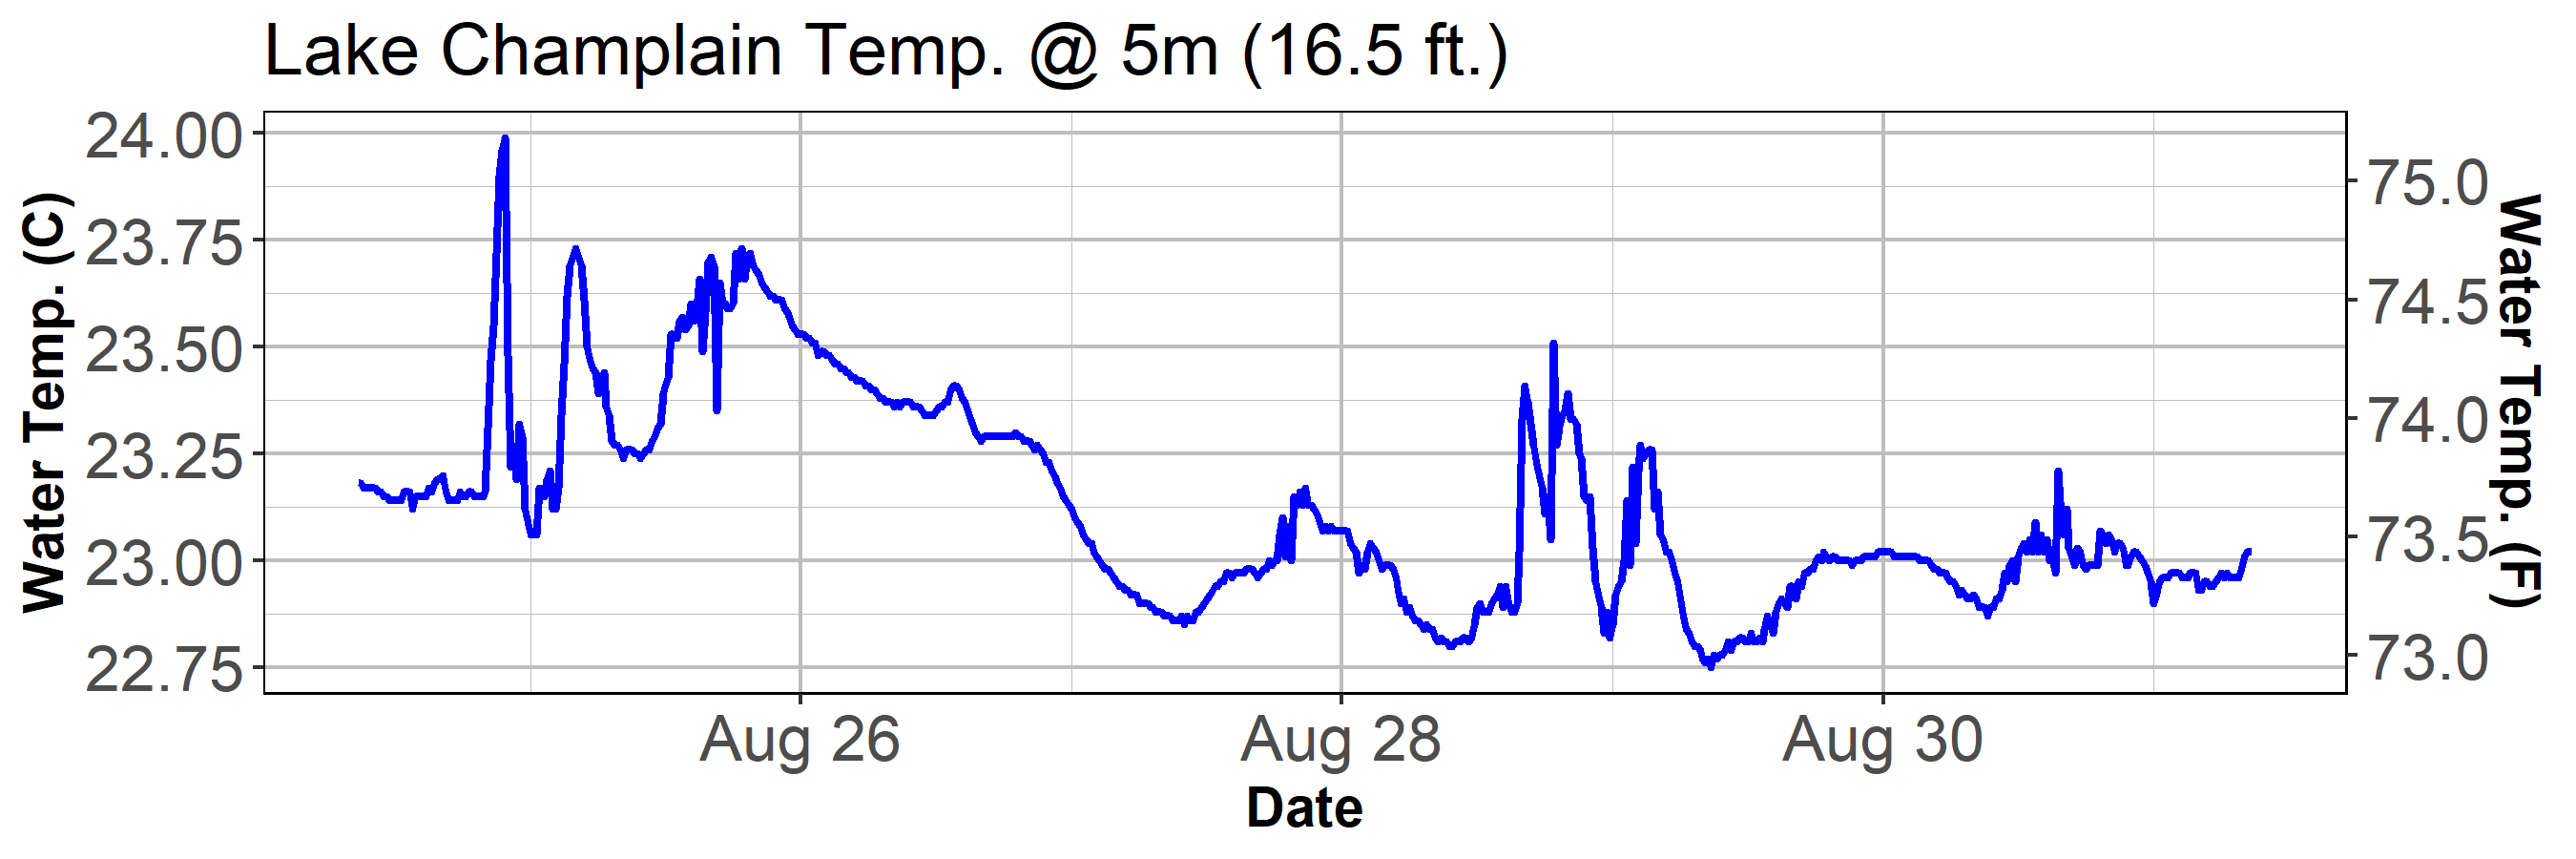 Lake Champlain Temp. @ 5m (16.5 ft.)
Water Temp. (C)
24.00
23.75
23.50
23.25
23.00
22.75
75.0
74.5
74.0
73.5
73.0
Water Temp. (F)
Aug 26
Aug 28
Aug 30
Date